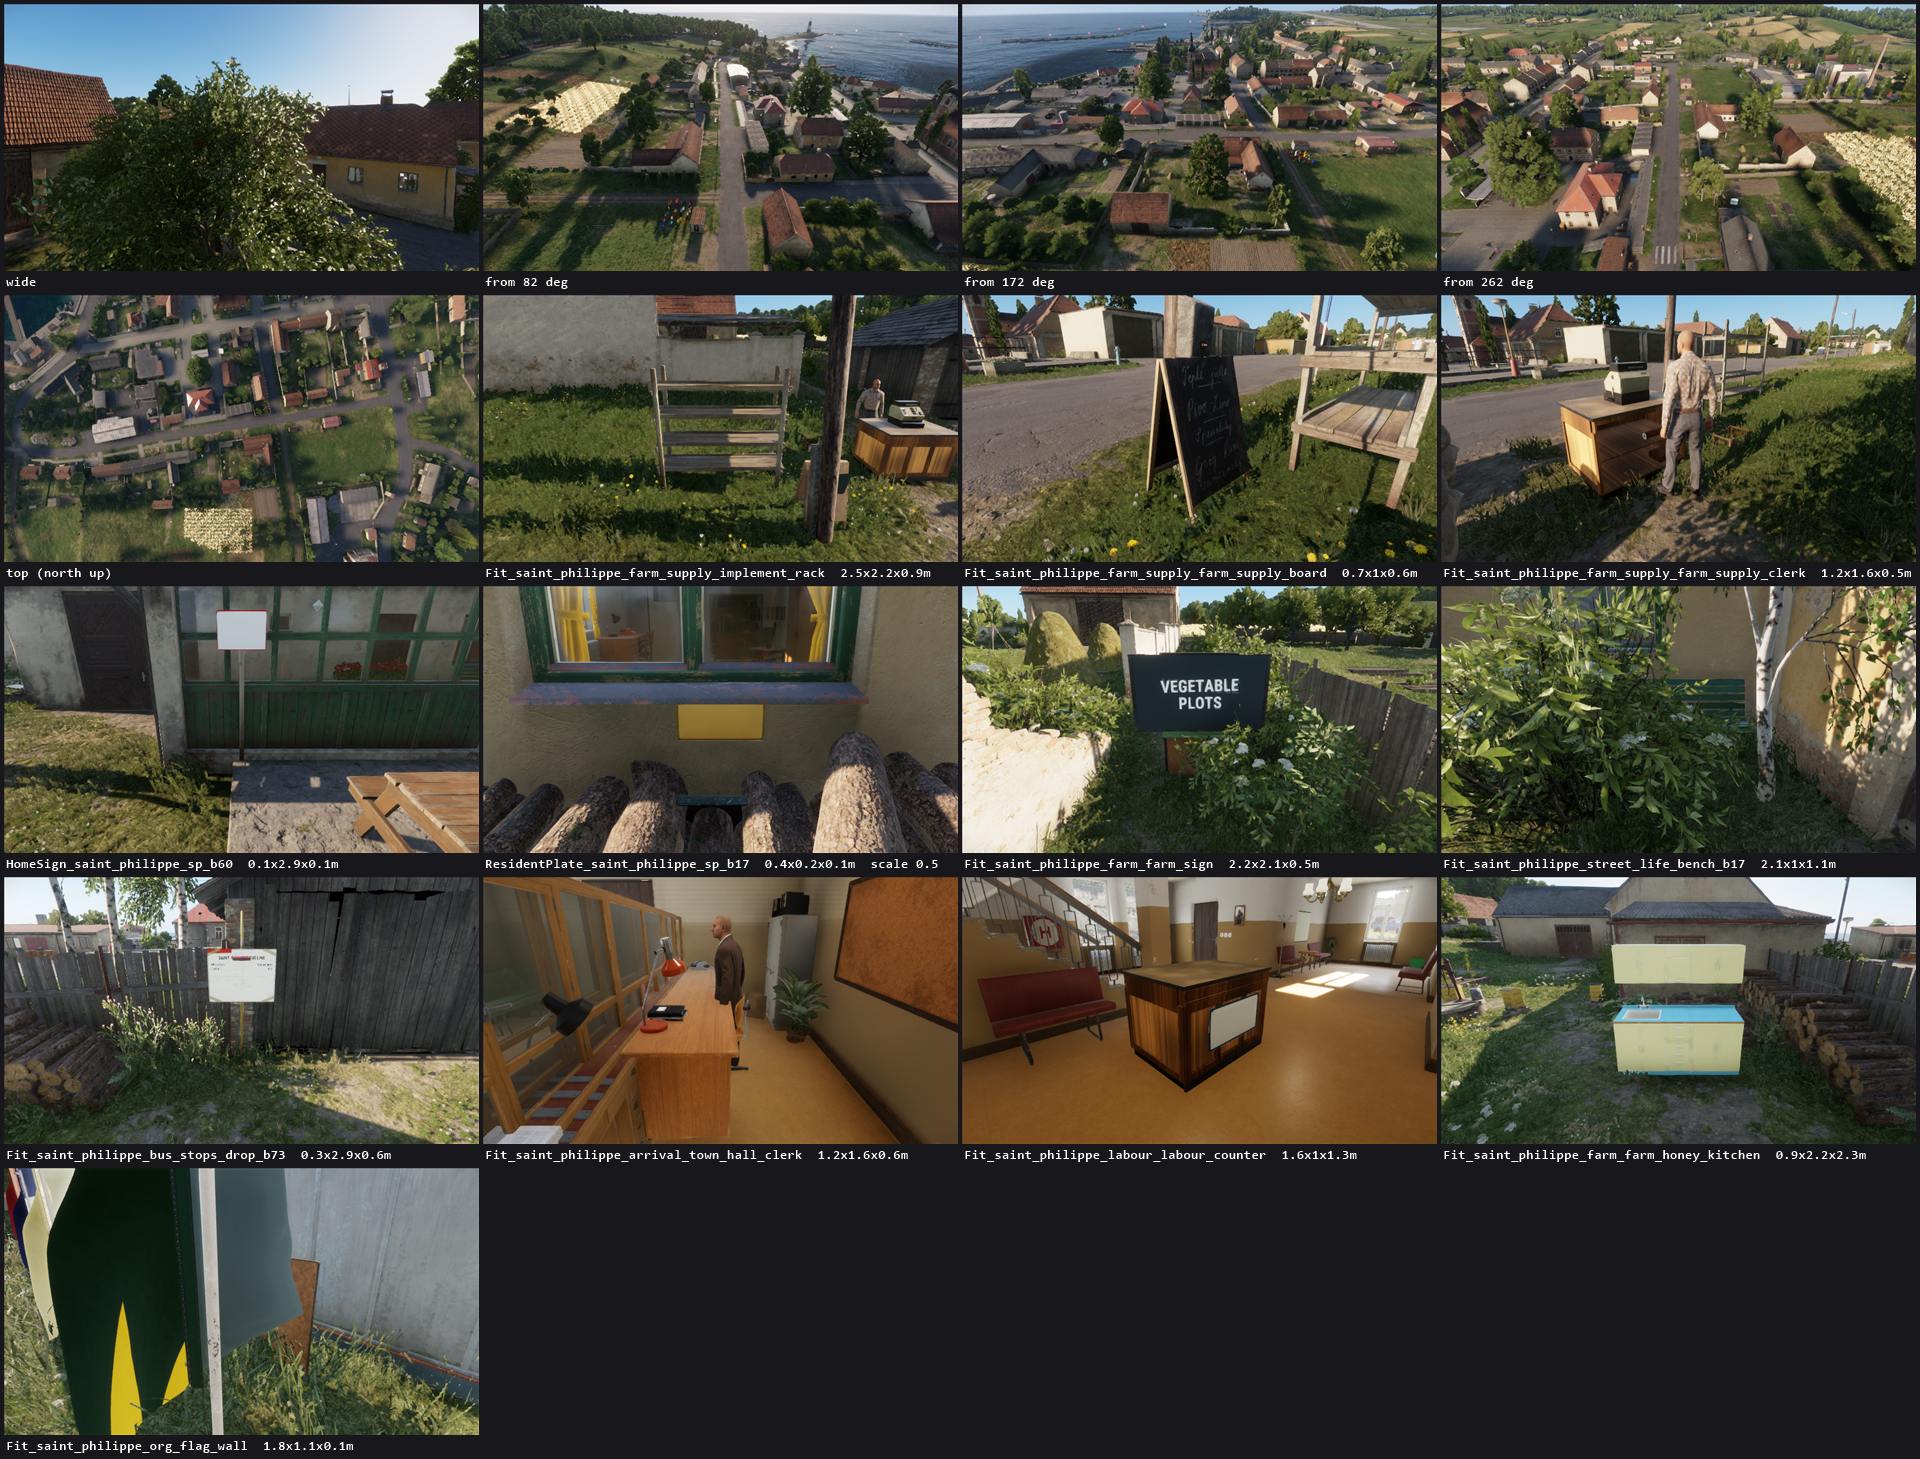 wide
from 82 deg
from 172 deg
from 262 deg
top (north up)
Fit_saint_philippe_farm_supply_implement_rack 2.5x2.2x0.9m
Fit_saint_philippe_farm_supply_farm_supply_board 0.7x1x0.6m
Fit_saint_philippe_farm_supply_farm_supply_clerk 1.2x1.6x0.5m
VEGETABLE
PLOTS
HomeSign_saint_philippe_sp_b60 0.1x2.9x0.1m
ResidentPlate_saint_philippe_sp_b17 0.4x0.2x0.1m scale 0.5
Fit_saint_philippe_farm_farm_sign 2.2x2.1x0.5m
Fit_saint_philippe_street_life_bench_b17 2.1x1x1.1m
Fit_saint_philippe_bus_stops_drop_b73 0.3x2.9x0.6m
Fit_saint_philippe_arrival_town_hall_clerk 1.2x1.6x0.6m
Fit_saint_philippe_labour_labour_counter 1.6x1x1.3m
Fit_saint_philippe_farm_farm_honey_kitchen 0.9x2.2x2.3m
Fit_saint_philippe_org_flag_wall 1.8x1.1x0.1m